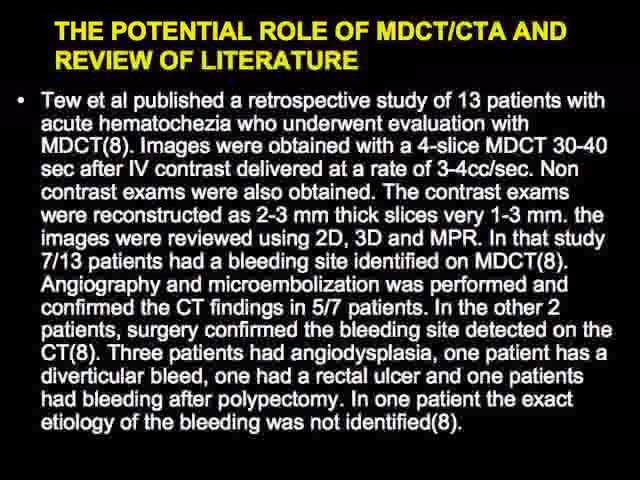 THE POTENTIAL ROLE OF MDCT/CTA AND
REVIEW OF LITERATURE
• Tew et al published a retrospective study of 13 patients with
acute hematochezia who underwent evaluation with
MDCT(8). Images were obtained with a 4-slice MDCT 30-40
sec after IV contrast delivered at a rate of 3-4cc/sec. Non
contrast exams were also obtained. The contrast exams
were reconstructed as 2-3 mm thick slices very 1-3 mm. the
images were reviewed using 2D, 3D and MPR. In that study
7/13 patients had a bleeding site identified on MDCT(8).
Angiography and microembolization was performed and
confirmed the CT findings in 5/7 patients. In the other 2
patients, surgery confirmed the bleeding site detected on the
CT(8). Three patients had angiodysplasia, one patient has a
diverticular bleed, one had a rectal ulcer and one patients
had bleeding after polypectomy. In one patient the exact
etiology of the bleeding was not identified(8).